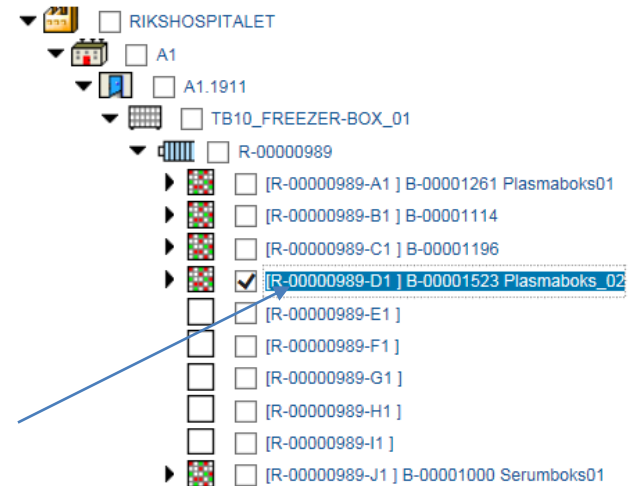 RIKSHOSPITALET
A1
A1.1911
TB10_FREEZER-BOX_01
R-00000989
[R-00000989-A1 ] B-00001261 Plasmaboks01
[R-00000989-B1 ] B-00001114
[R-00000989-C1 ] B-00001196
[R-00000989-D1 ] B-00001523 Plasmaboks_02
[R-00000989-E1 ]
[R-00000989-F1 ]
[R-00000989-G1 ]
[R-00000989-H1 ]
[R-00000989-I1 ]
[R-00000989-J1 ] B-00001000 Serumboks01